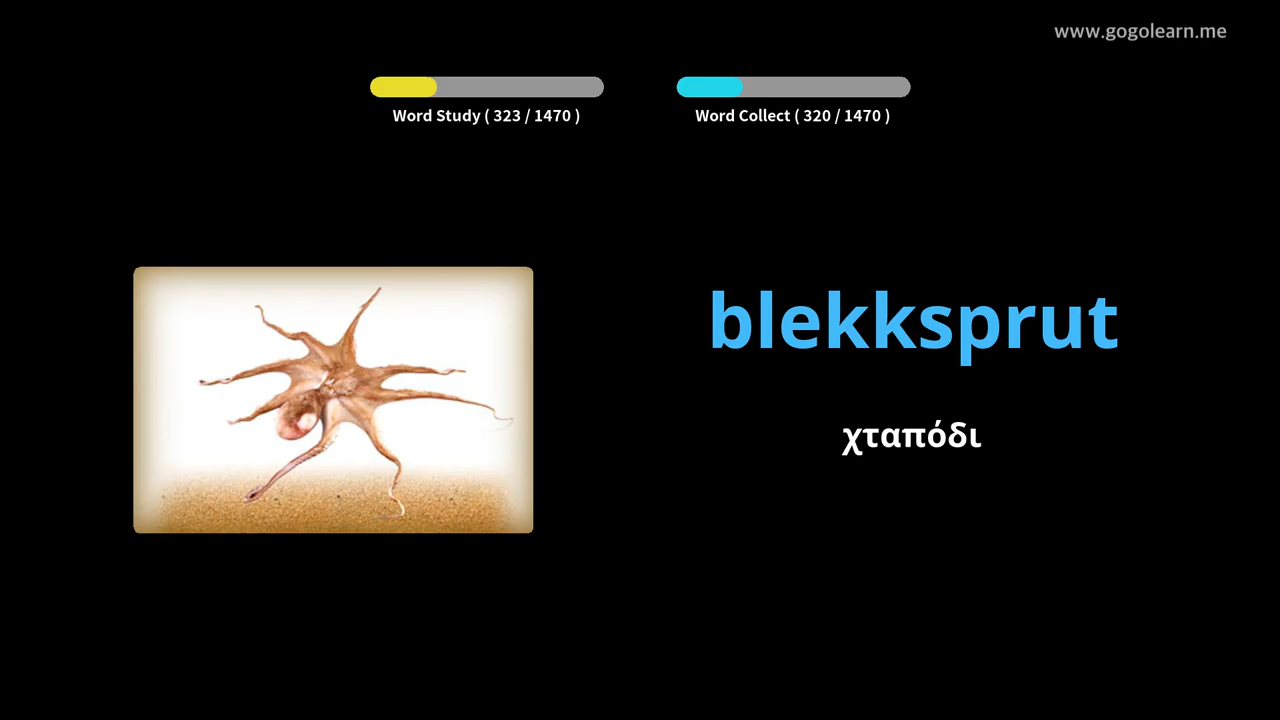 www.gogolearn.me
Word Study ( 323 / 1470 )
Word Collect ( 320 / 1470 )
blekksprut
χταπόδι